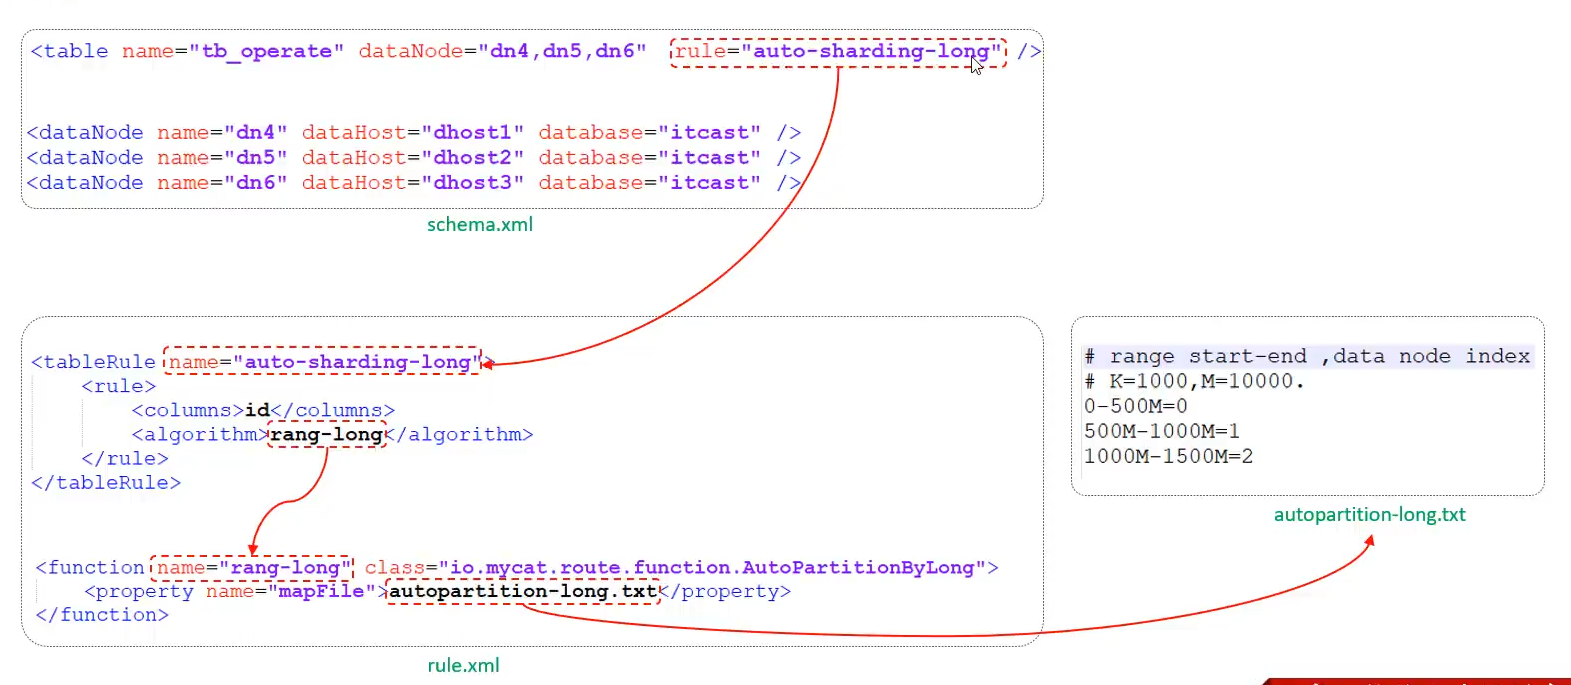 <table name="tb_operate" dataNode="dn4,dn5,dn6" rule="auto-sharding-long" />
<dataNode name="dn4" dataHost="dhost1" database="itcast" />
<dataNode name="dn5" dataHost="dhost2" database="itcast" />
<dataNode name="dn6" dataHost="dhost3" database="itcast" />
schema.xml
<tableRule name="auto-sharding-long">
<rule>
<columns>id</columns>
<algorithm>rang-long</algorithm>
</rule>
</tableRule>
<function name="rang-long" class="io.mycat.route.function.AutoPartitionByLong">
<property name="mapFile">autopartition-long.txt</property>
</function>
rule.xml
# range start-end ,data node index
# K=1000,M=10000.
0-500M=0
500M-1000M=1
1000M-1500M=2
autopartition-long.txt